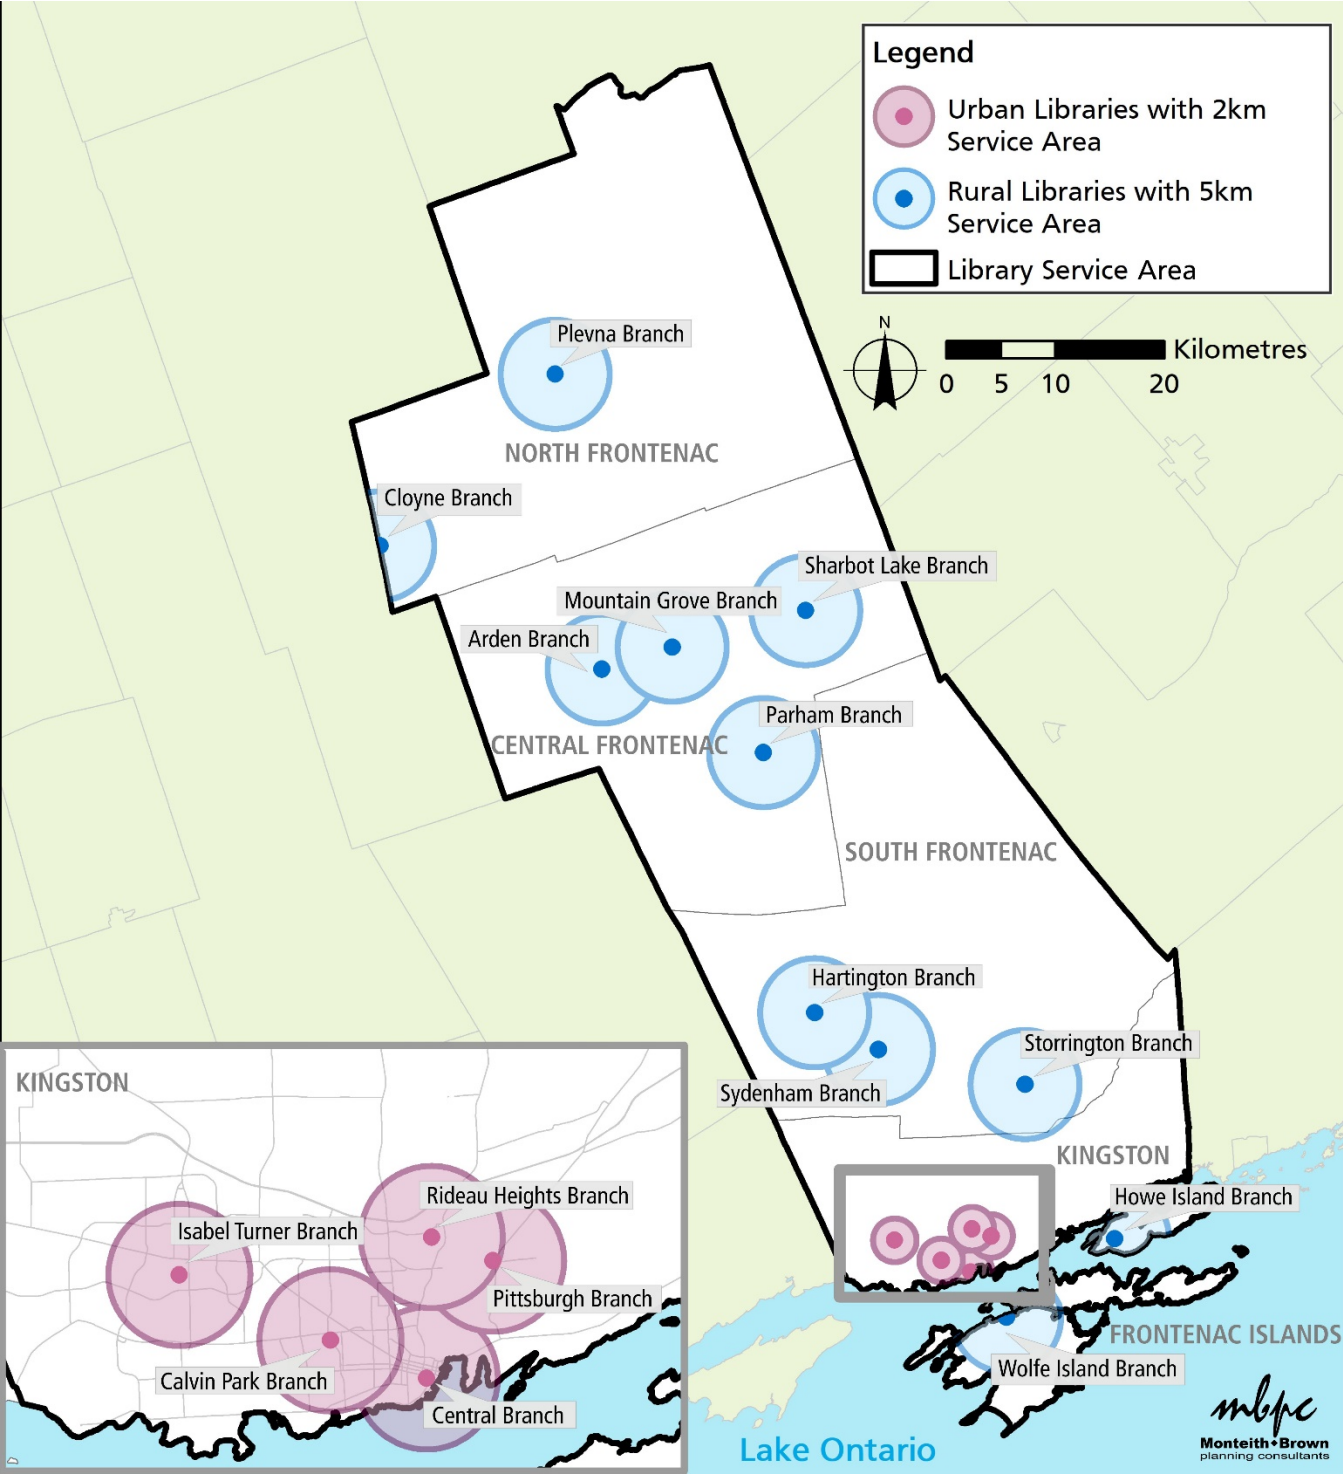 Legend
Urban Libraries with 2km
Service Area
Rural Libraries with 5km
Service Area
Library Service Area
N
Kilometres
0 5 10 20
Plevna Branch
NORTH FRONTENAC
Cloyne Branch
Sharbot Lake Branch
Mountain Grove Branch
Arden Branch
Parham Branch
CENTRAL FRONTENAC
SOUTH FRONTENAC
Hartington Branch
Storrington Branch
Sydenham Branch
KINGSTON
Howe Island Branch
FRONTENAC ISLANDS
Wolfe Island Branch
Lake Ontario
KINGSTON
Rideau Heights Branch
Isabel Turner Branch
Pittsburgh Branch
Calvin Park Branch
Central Branch
mbpc
Monteith♦Brown
planning consultants